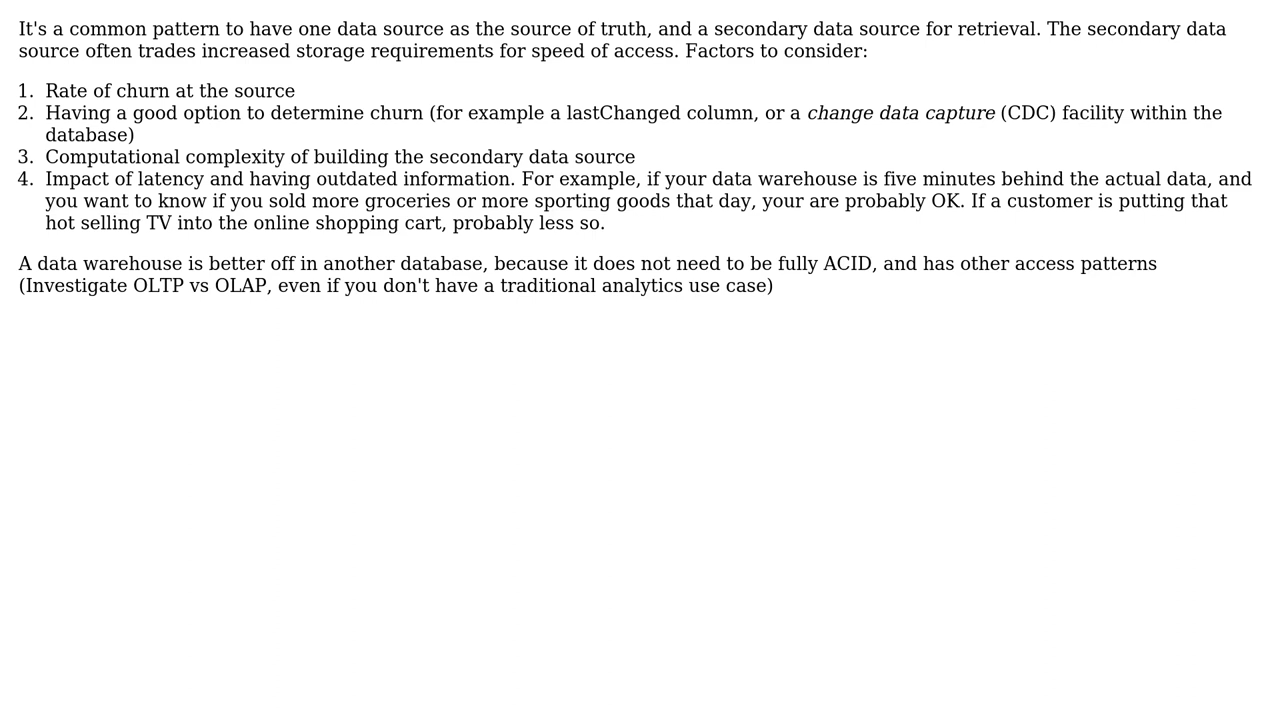 It's a common pattern to have one data source as the source of truth, and a secondary data source for retrieval. The secondary data
source often trades increased storage requirements for speed of access. Factors to consider:
1. Rate of churn at the source
2. Having a good option to determine churn (for example a lastChanged column, or a change data capture (CDC) facility within the
database)
3. Computational complexity of building the secondary data source
4. Impact of latency and having outdated information. For example, if your data warehouse is five minutes behind the actual data, and
you want to know if you sold more groceries or more sporting goods that day, your are probably OK. If a customer is putting that
hot selling TV into the online shopping cart, probably less so.
A data warehouse is better off in another database, because it does not need to be fully ACID, and has other access patterns
(Investigate OLTP vs OLAP, even if you don't have a traditional analytics use case)